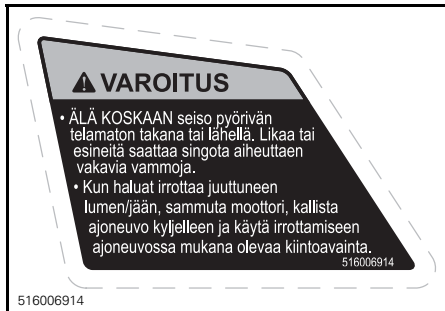 VAROITUS
• ÄLÄ KOSKAAN seiso pyörivän
telamaton takana tai lähellä. Likaa tai
esineitä saattaa singota aiheuttaen
vakavia vammoja.
• Kun haluat irrottaa juuttuneen
lumen/jään, sammuta moottori, kallista
ajoneuvo kyljelleen ja käytä irrottamiseen
ajoneuvossa mukana olevaa kiintoavainta.
516006914
516006914